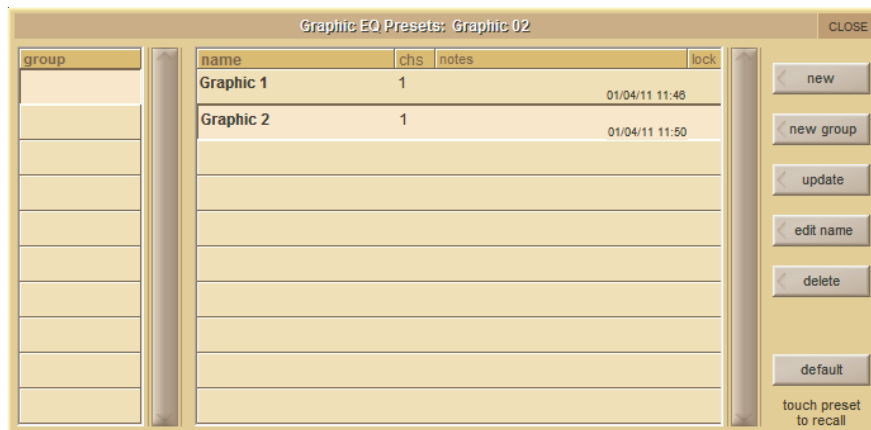 Graphic EQ Presets: Graphic 02
CLOSE
group
name chs notes lock
Graphic 1 1 01/04/11 11:46
Graphic 2 1 01/04/11 11:50
new
new group
update
edit name
delete
default
touch preset
to recall